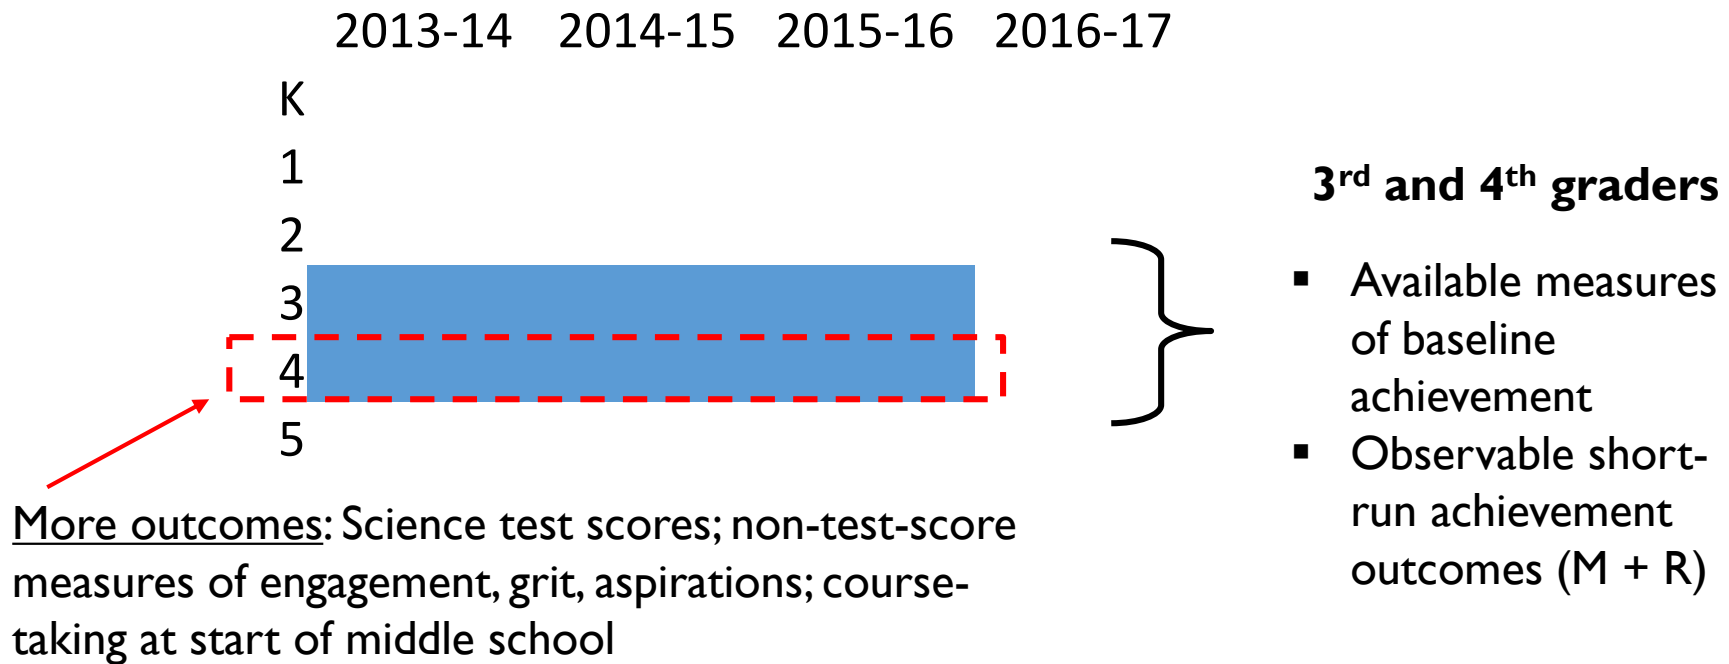 2013-14 2014-15 2015-16 2016-17
K
1
2
3
4
5
3rd and 4th graders
▪ Available measures
of baseline
achievement
▪ Observable short-
run achievement
outcomes (M + R)
More outcomes: Science test scores; non-test-score
measures of engagement, grit, aspirations; course-
taking at start of middle school